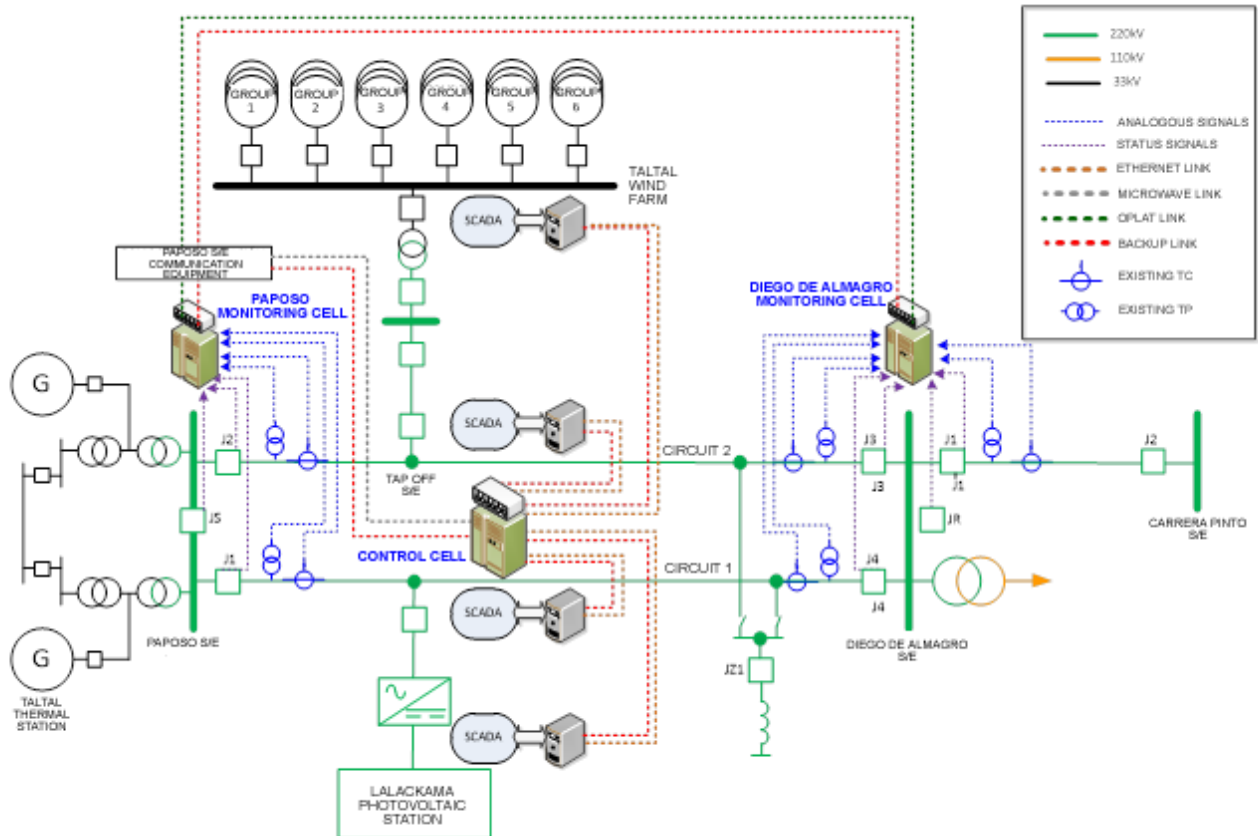 220kV
110kV
33kV
ANALOGOUS SIGNALS
STATUS SIGNALS
ETHERNET LINK
MICROWAVE LINK
OPLAT LINK
BACKUP LINK
EXISTING TC
EXISTING TP
GROUP
1
GROUP
2
GROUP
3
GROUP
4
GROUP
5
GROUP
6
TALTAL
WIND
FARM
SCADA
PAPOSO S/E
COMMUNICATION
EQUIPMENT
PAPOSO
MONITORING CELL
DIEGO DE ALMAGRO
MONITORING CELL
G
SCADA
J2
CIRCUIT 2
J3
J3
J1
J1
J2
TAP OFF
S/E
J5
JR
CARRERA PINTO
S/E
CONTROL CELL
J1
CIRCUIT 1
J4
J4
SCADA
PAPOSO S/E
DIEGO DE ALMAGRO
S/E
G
JZ1
TALTAL
THERMAL
STATION
SCADA
LALACKAMA
PHOTOVOLTAIC
STATION